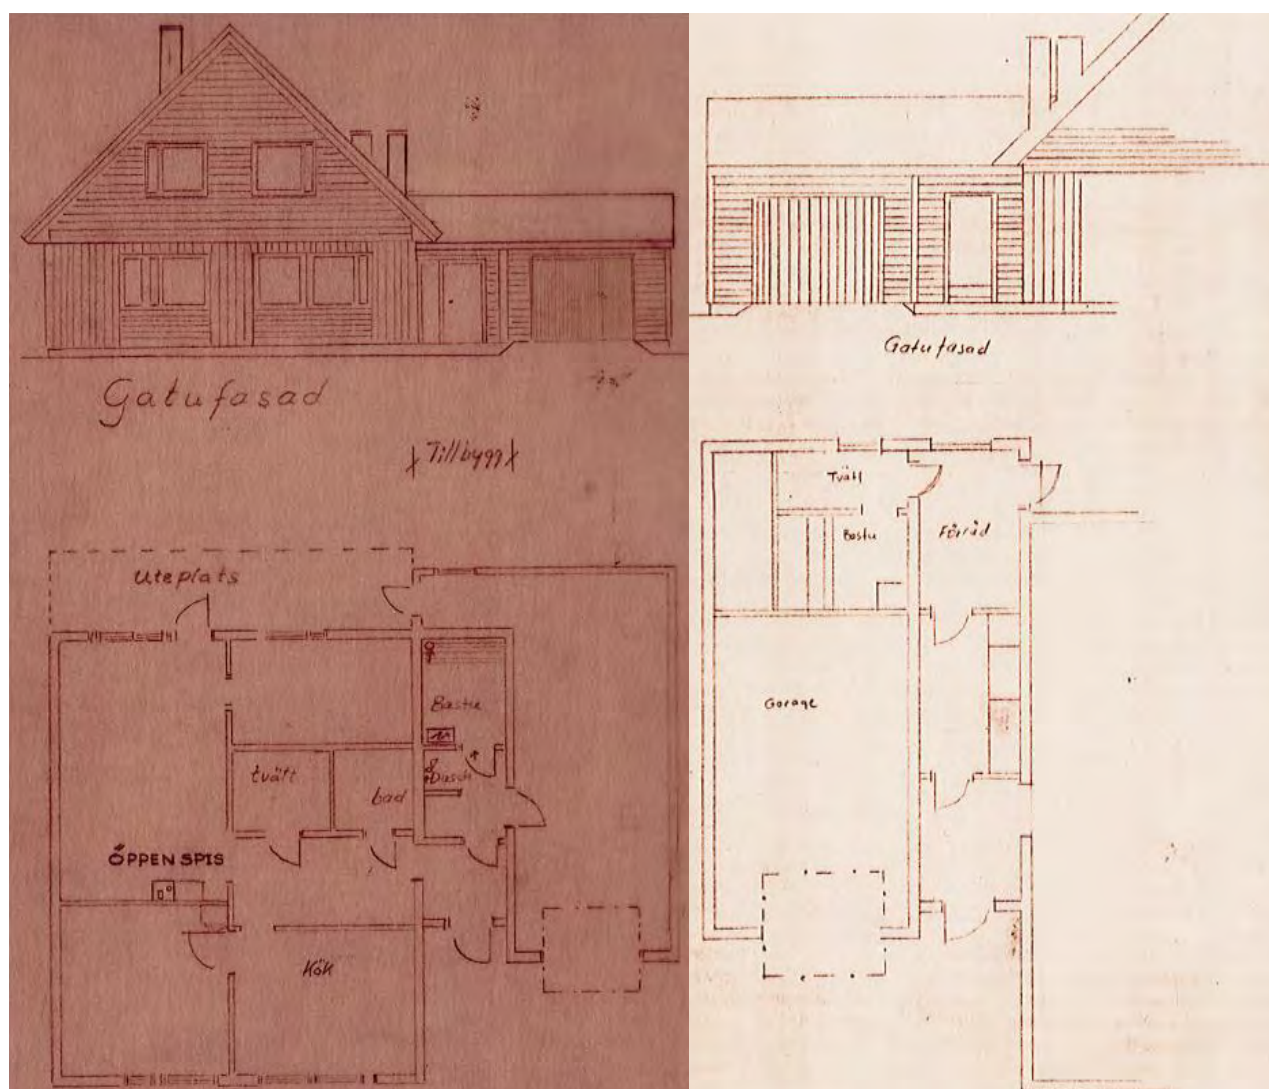 Gatufasad
Tillbygg
Uteplats
Bastu
tvätt
Dusch
bad
ÖPPEN SPIS
Kök
Gatufasad
Tvätt
Bastu
Förråd
Garage